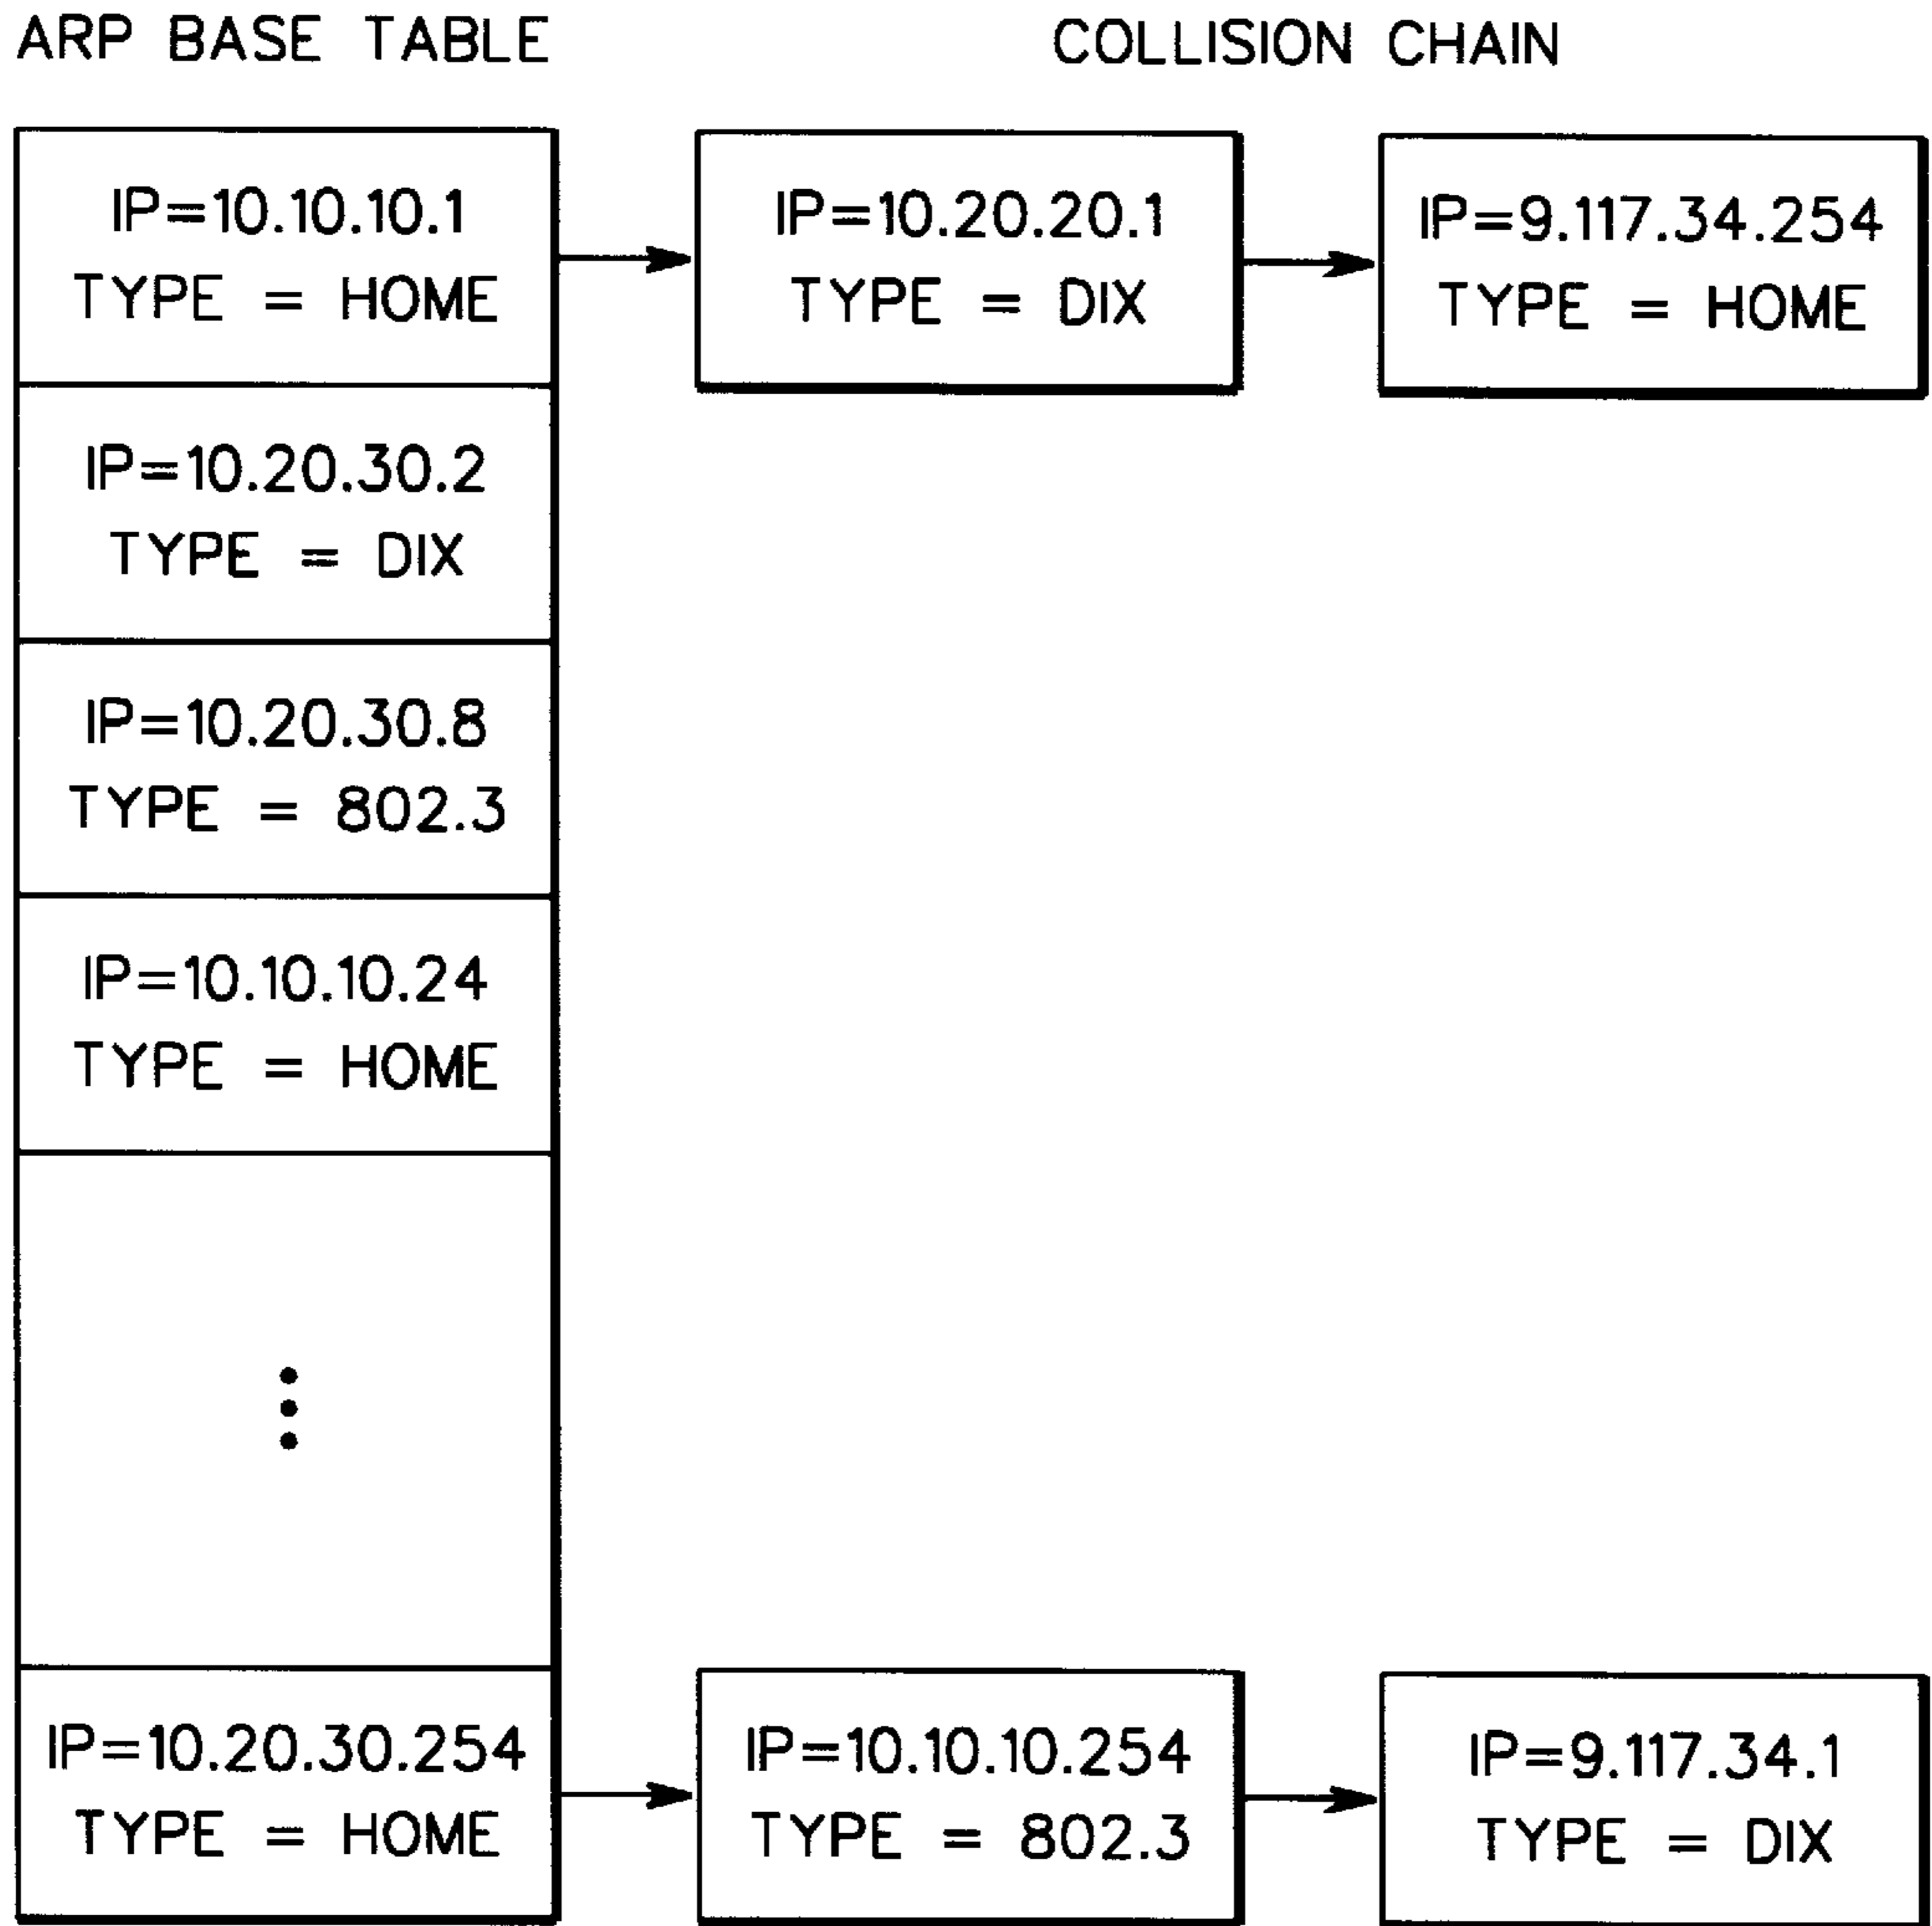 ARP BASE TABLE
COLLISION CHAIN
IP=10.10.10.1
TYPE = HOME
IP=10.20.20.1
TYPE = DIX
IP=9.117.34.254
TYPE = HOME
IP=10.20.30.2
TYPE = DIX
IP=10.20.30.8
TYPE = 802.3
IP=10.10.10.24
TYPE = HOME
IP=10.20.30.254
TYPE = HOME
IP=10.10.10.254
TYPE = 802.3
IP=9.117.34.1
TYPE = DIX